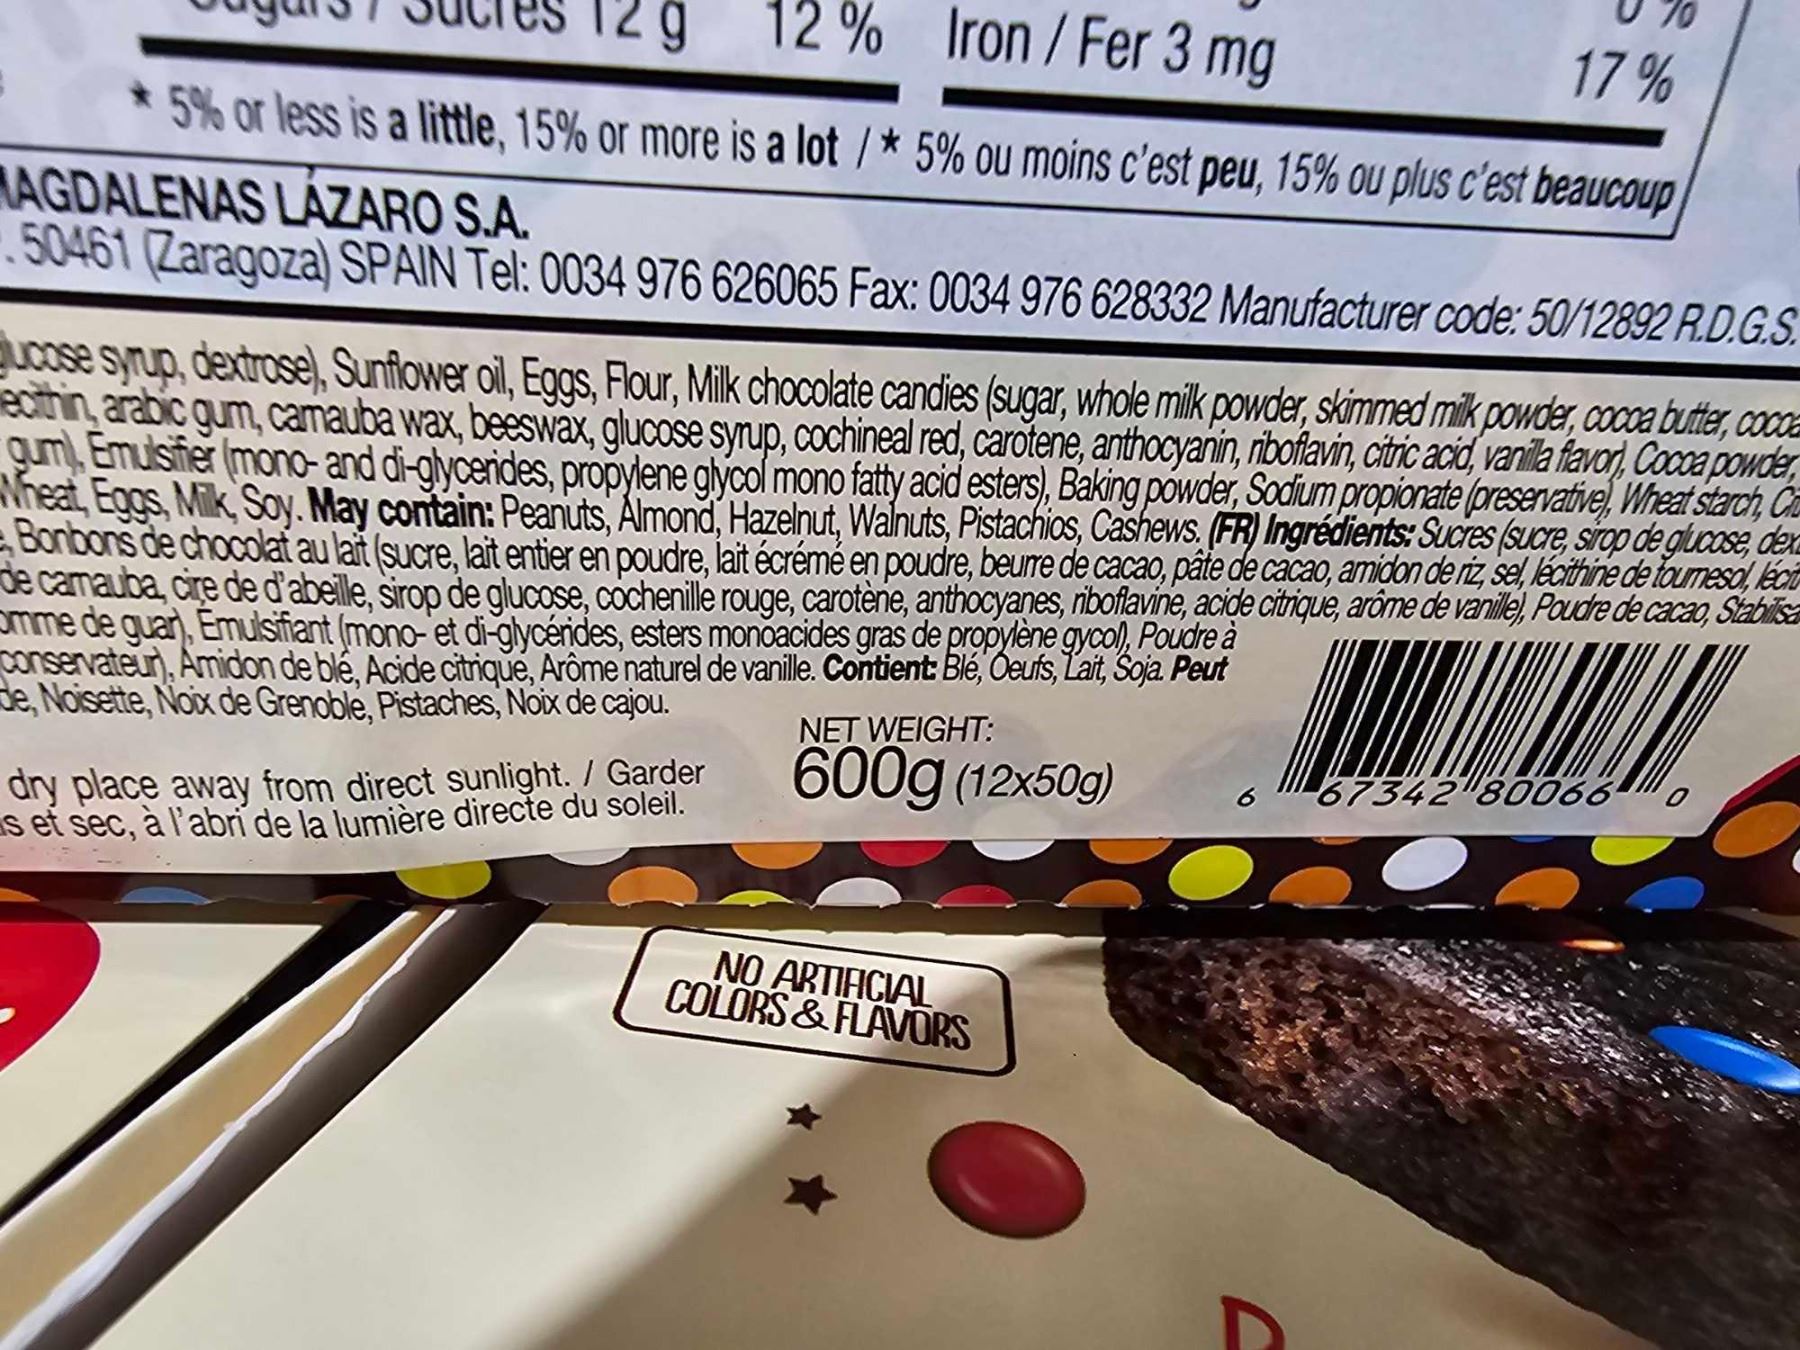 Sugars / Sucres 12 g 12 % Iron / Fer 3 mg 17 %
0 %
* 5% or less is a little, 15% or more is a lot / * 5% ou moins c'est peu, 15% ou plus c'est beaucoup
MAGDALENAS LÁZARO S.A.
. 50461 (Zaragoza) SPAIN Tel: 0034 976 626065 Fax: 0034 976 628332 Manufacturer code: 50/12892 R.D.G.S.
glucose syrup, dextrose), Sunflower oil, Eggs, Flour, Milk chocolate candies (sugar, whole milk powder, skimmed milk powder, cocoa butter, cocoa
lecithin, arabic gum, carnauba wax, beeswax, glucose syrup, cochineal red, carotene, anthocyanin, riboflavin, citric acid, vanilla flavor), Cocoa powder,
gum), Emulsifier (mono- and di-glycerides, propylene glycol mono fatty acid esters), Baking powder, Sodium propionate (preservative), Wheat starch,
Wheat, Eggs, Milk, Soy. May contain: Peanuts, Almond, Hazelnut, Walnuts, Pistachios, Cashews. (FR) Ingrédients: Sucres (sucre, sirop de glucose, dex
, Bonbons de chocolat au lait (sucre, lait entier en poudre, lait écrémé en poudre, beurre de cacao, pâte de cacao, amidon de riz, sel, lécithine de tournesol, lécit
de carnauba, cire de d'abeille, sirop de glucose, cochenille rouge, carotène, anthocyanes, riboflavine, acide citrique, arôme de vanille), Poudre de cacao, Stabilisa
omme de guar), Emulsifiant (mono- et di-glycérides, esters monoacides gras de propylène gycol), Poudre à
conservateur), Amidon de blé, Acide citrique, Arôme naturel de vanille. Contient: Blé, Oeufs, Lait, Soja. Peut
de, Noisette, Noix de Grenoble, Pistaches, Noix de cajou.
NET WEIGHT:
600g (12x50g)
dry place away from direct sunlight. / Garder
is et sec, à l'abri de la lumière directe du soleil.
6 67342 80066 0
NO ARTIFICIAL
COLORS & FLAVORS